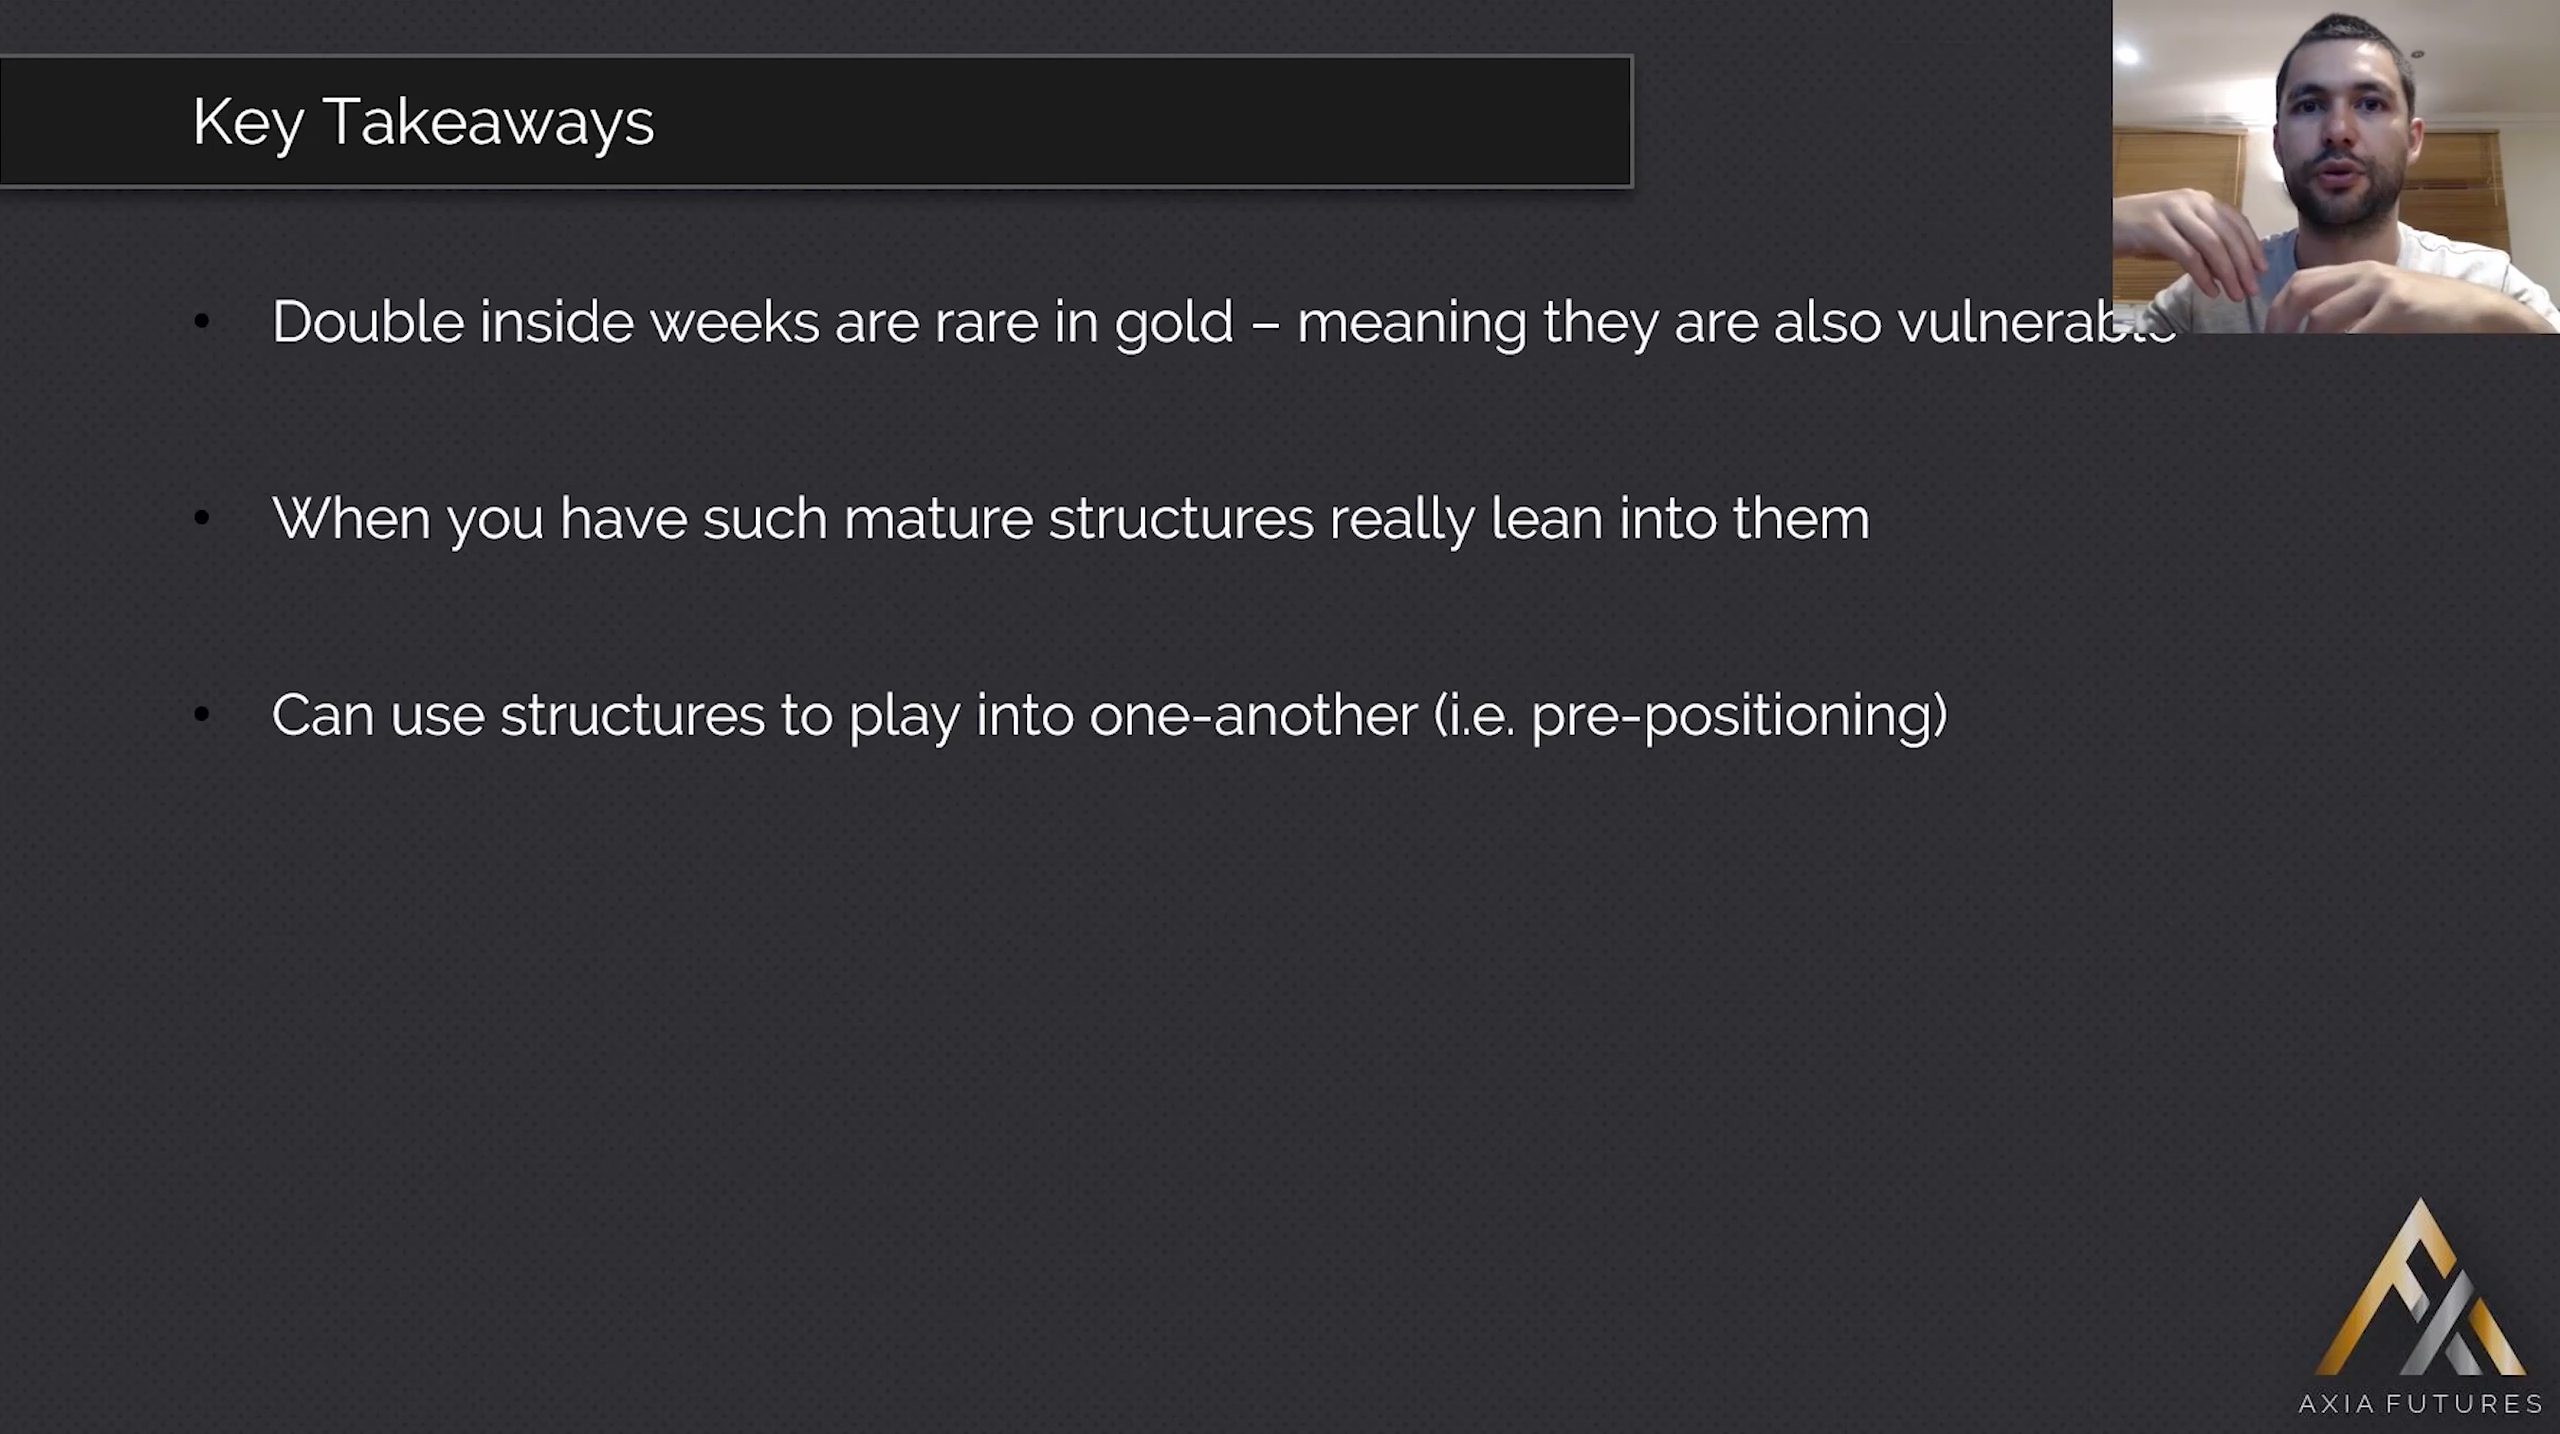 Key Takeaways
• Double inside weeks are rare in gold – meaning they are also vulnerable
• When you have such mature structures really lean into them
• Can use structures to play into one-another (i.e. pre-positioning)
AXIA FUTURES